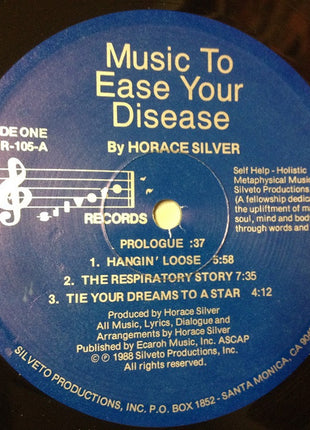 Music To
Ease Your
Disease
By HORACE SILVER
DE ONE
R-105-A
Self Help - Holistic
Metaphysical Music
Silveto Productions
(A fellowship dedic
the upliftment of m
soul, mind and body
through words and
silveto
RECORDS
PROLOGUE :37
1. HANGIN' LOOSE 5:58
2. THE RESPIRATORY STORY 7:35
3. TIE YOUR DREAMS TO A STAR 4:12
Produced by Horace Silver
All Music, Lyrics, Dialogue and
Arrangements by Horace Silver
Published by Ecaroh Music, Inc. ASCAP
© ℗ 1988 Silveto Productions, Inc.
All rights reserved.
SILVETO PRODUCTIONS, INC. P.O. BOX 1852 - SANTA MONICA, CA 904